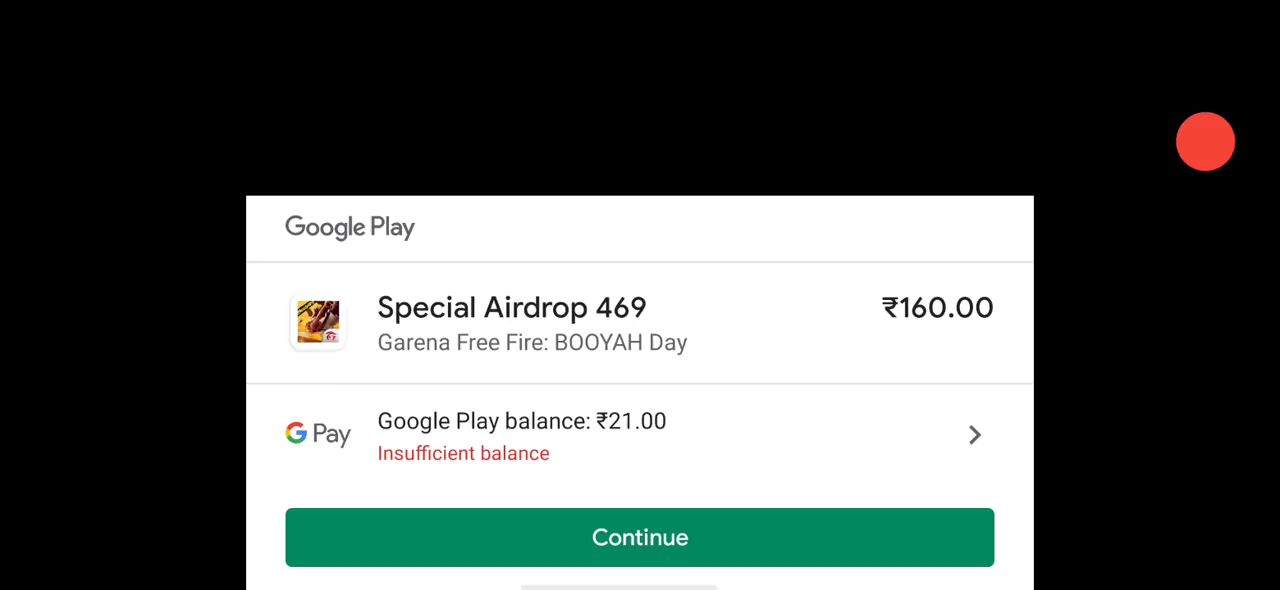 Google Play
Special Airdrop 469
₹160.00
Garena Free Fire: BOOYAH Day
G Pay
Google Play balance: ₹21.00
Insufficient balance
Continue